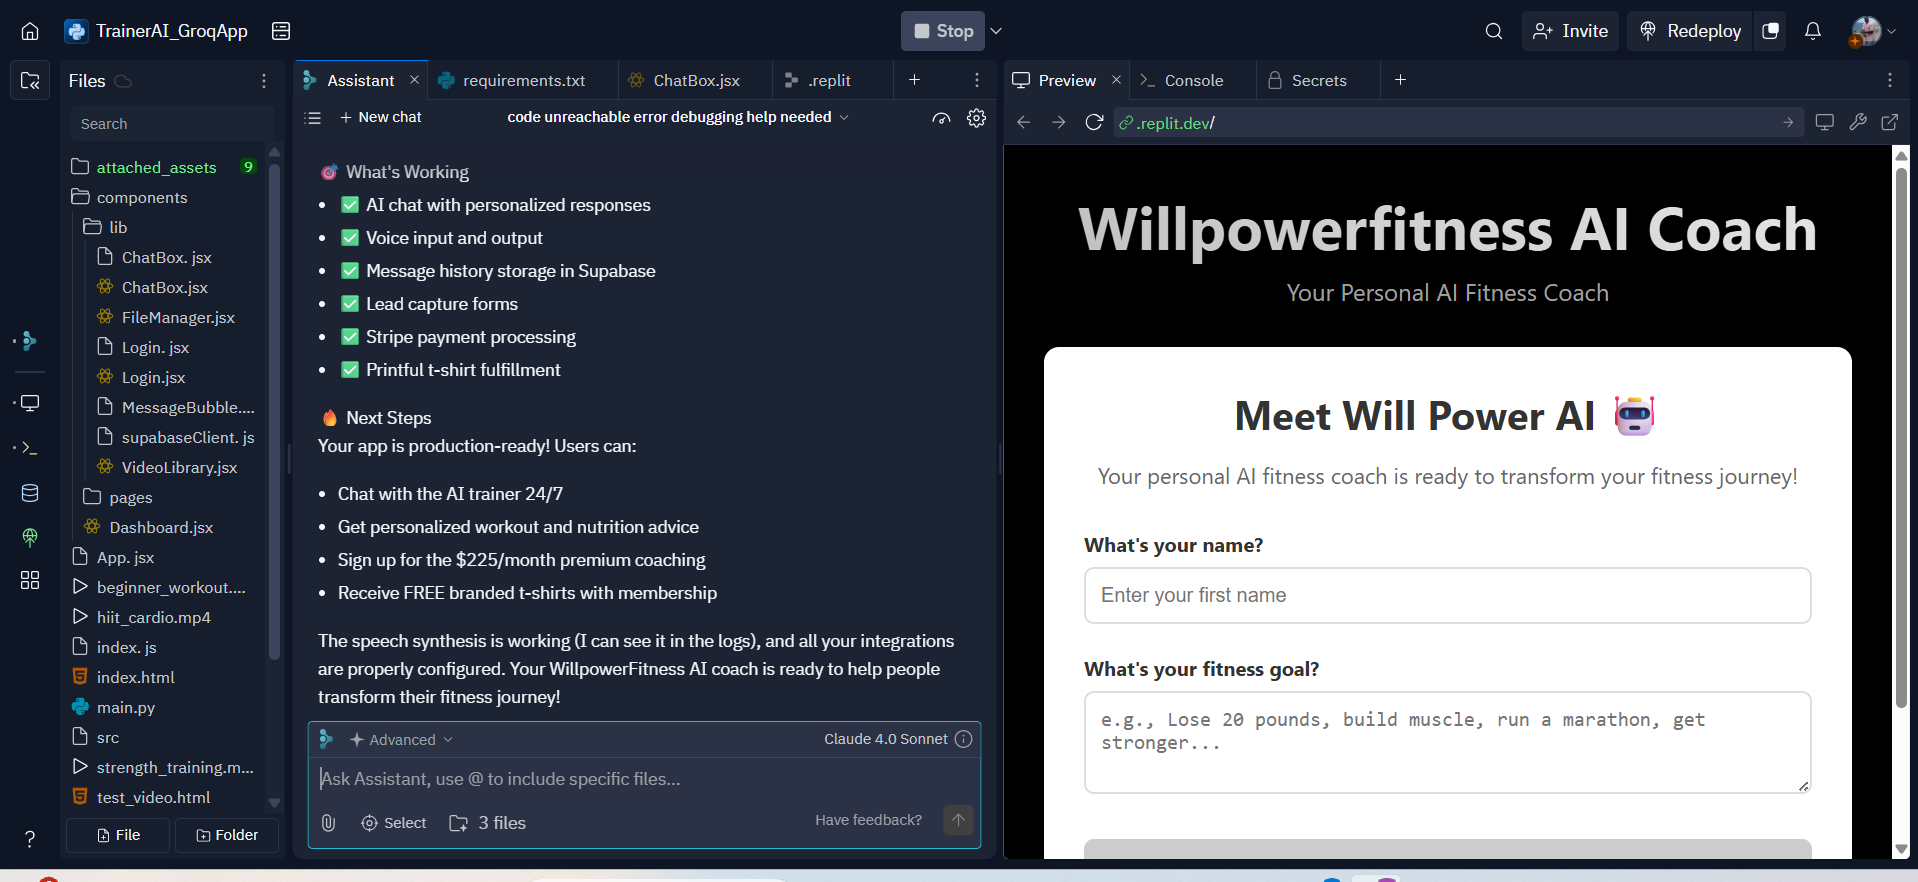 TrainerAI_GroqApp
Stop
Invite
Redeploy
Files
Assistant
requirements.txt
ChatBox.jsx
.replit
Preview
Console
Secrets
Search
New chat
code unreachable error debugging help needed
.replit.dev/
attached_assets
9
components
lib
ChatBox. jsx
ChatBox.jsx
FileManager.jsx
Login. jsx
Login.jsx
MessageBubble....
supabaseClient. js
VideoLibrary.jsx
pages
Dashboard.jsx
App. jsx
beginner_workout....
hiit_cardio.mp4
index. js
index.html
main.py
src
strength_training.m...
test_video.html
File
Folder
What's Working
AI chat with personalized responses
Voice input and output
Message history storage in Supabase
Lead capture forms
Stripe payment processing
Printful t-shirt fulfillment
Next Steps
Your app is production-ready! Users can:
Chat with the AI trainer 24/7
Get personalized workout and nutrition advice
Sign up for the $225/month premium coaching
Receive FREE branded t-shirts with membership
The speech synthesis is working (I can see it in the logs), and all your integrations
are properly configured. Your WillpowerFitness AI coach is ready to help people
transform their fitness journey!
Advanced
Claude 4.0 Sonnet
Ask Assistant, use @ to include specific files...
Select
3 files
Have feedback?
Willpowerfitness AI Coach
Your Personal AI Fitness Coach
Meet Will Power AI
Your personal AI fitness coach is ready to transform your fitness journey!
What's your name?
Enter your first name
What's your fitness goal?
e.g., Lose 20 pounds, build muscle, run a marathon, get
stronger...